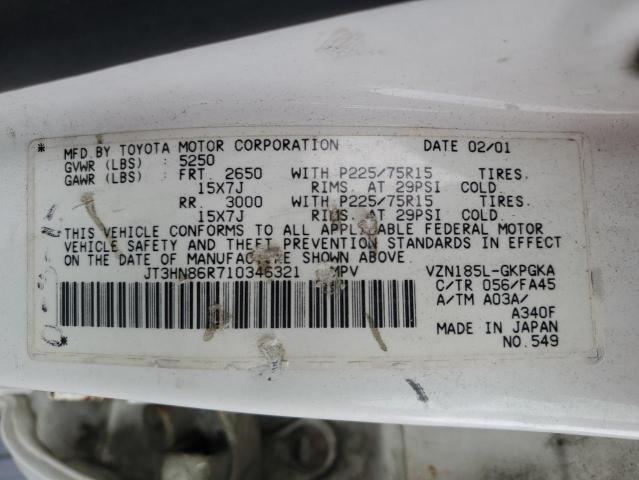 MFD.BY TOYOTA MOTOR CORPORATION DATE 02/01
GVWR (LBS) 5250
GAWR (LBS) FRT. 2650 WITH P225/75R15 TIRES.
15X7J RIMS. AT 29PSI COLD.
RR. 3000 WITH P225/75R15 TIRES.
15X7J RIMS. AT 29PSI COLD.
THIS VEHICLE CONFORMS TO ALL APPLICABLE FEDERAL MOTOR
VEHICLE SAFETY AND THEFT PREVENTION STANDARDS IN EFFECT
ON THE DATE OF MANUFACTURE SHOWN ABOVE.
JT3HN86R710346321 MPV VZN185L-GKPGKA
C/TR 056/FA45
A/TM A03A/
A340F
MADE IN JAPAN
NO.549